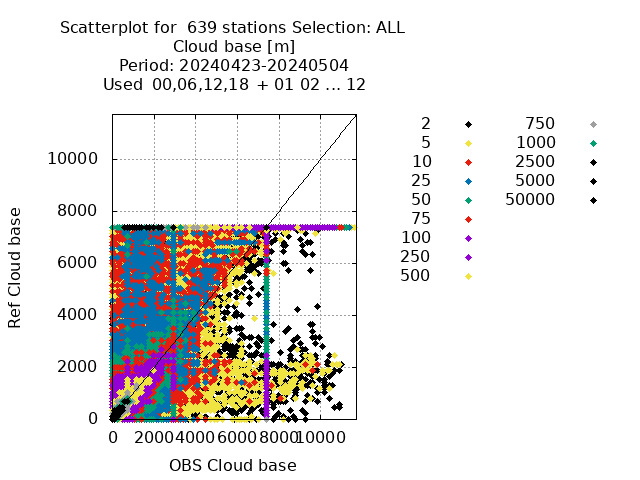 Scatterplot for  639 stations Selection: ALL
Cloud base [m]
Period: 20240423-20240504
Used  00,06,12,18 + 01 02 ... 12
2
5
10
25
50
75
100
250
500
750
1000
2500
5000
50000
Ref Cloud base
10000
8000
6000
4000
2000
0
0 2000 4000 6000 8000 10000
OBS Cloud base